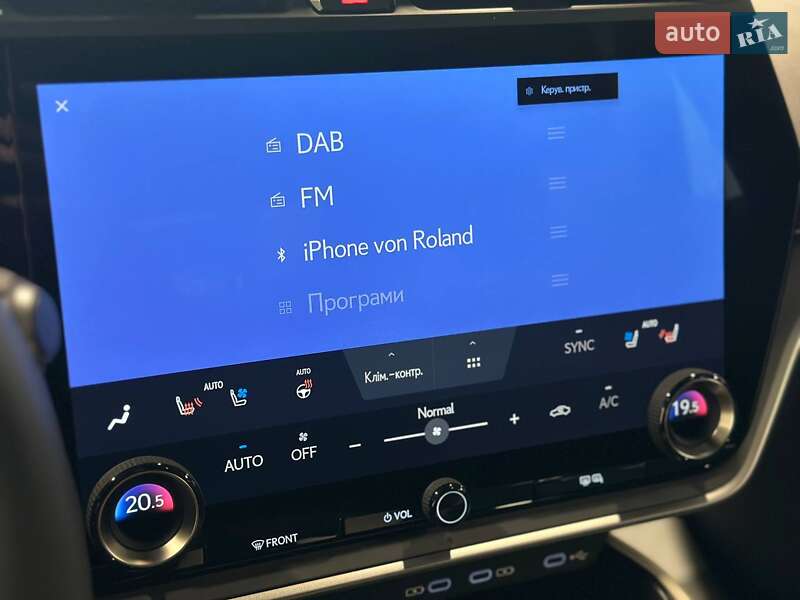 auto RIA.com
Керув. пристр.
DAB
FM
iPhone von Roland
Програми
Клім.-контр.
SYNC
AUTO
AUTO
AUTO
Normal
A/C
19.5
AUTO
OFF
20.5
VOL
FRONT